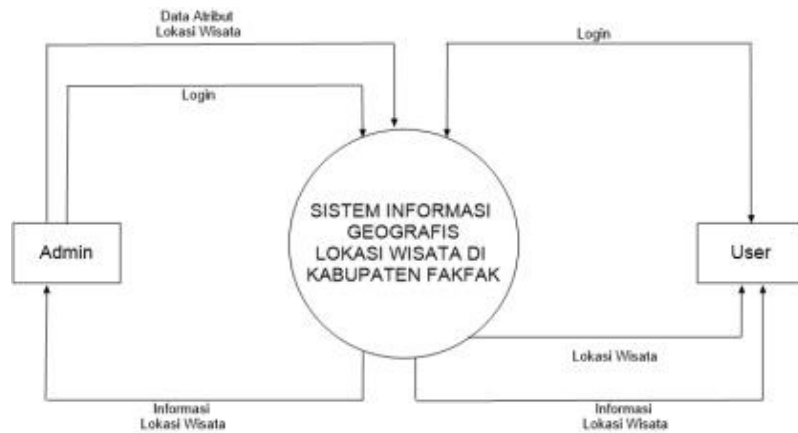 Data Atribut
Lokasi Wisata
Login
Login
SISTEM INFORMASI
GEOGRAFIS
LOKASI WISATA DI
KABUPATEN FAKFAK
Admin
User
Lokasi Wisata
Informasi
Lokasi Wisata
Informasi
Lokasi Wisata